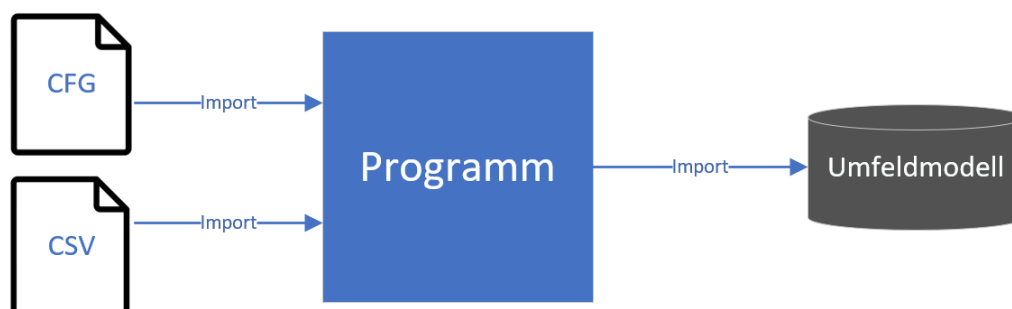 CFG
Import
Programm
Import
Umfeldmodell
Import
CSV